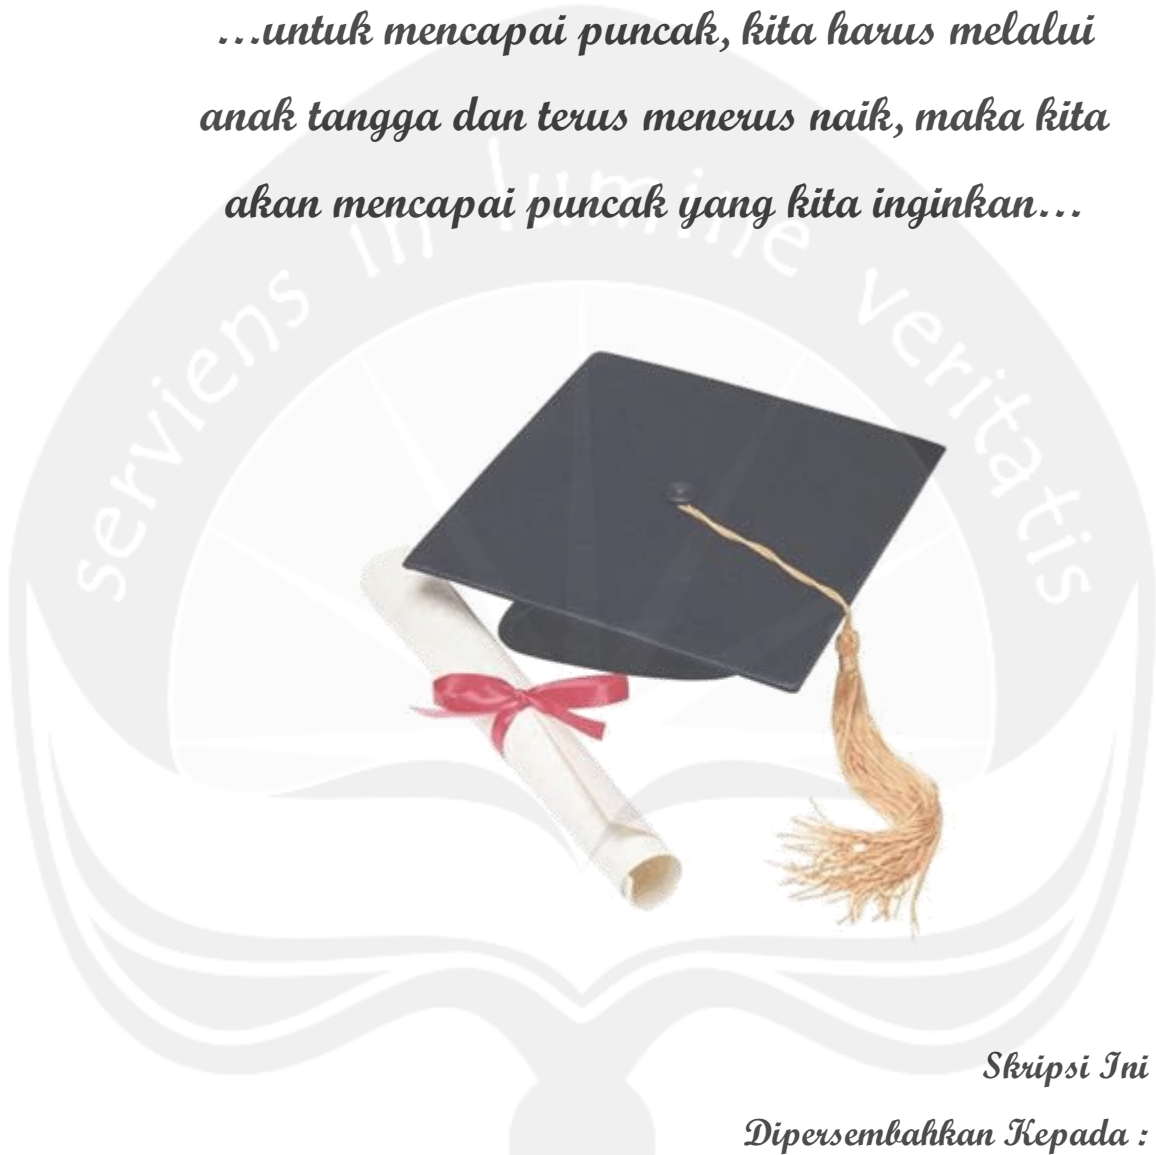 …untuk mencapai puncak, kita harus melalui
anak tangga dan terus menerus naik, maka kita
akan mencapai puncak yang kita inginkan…
serviens in lumine veritatis
Skripsi Ini
Dipersembahkan Kepada :